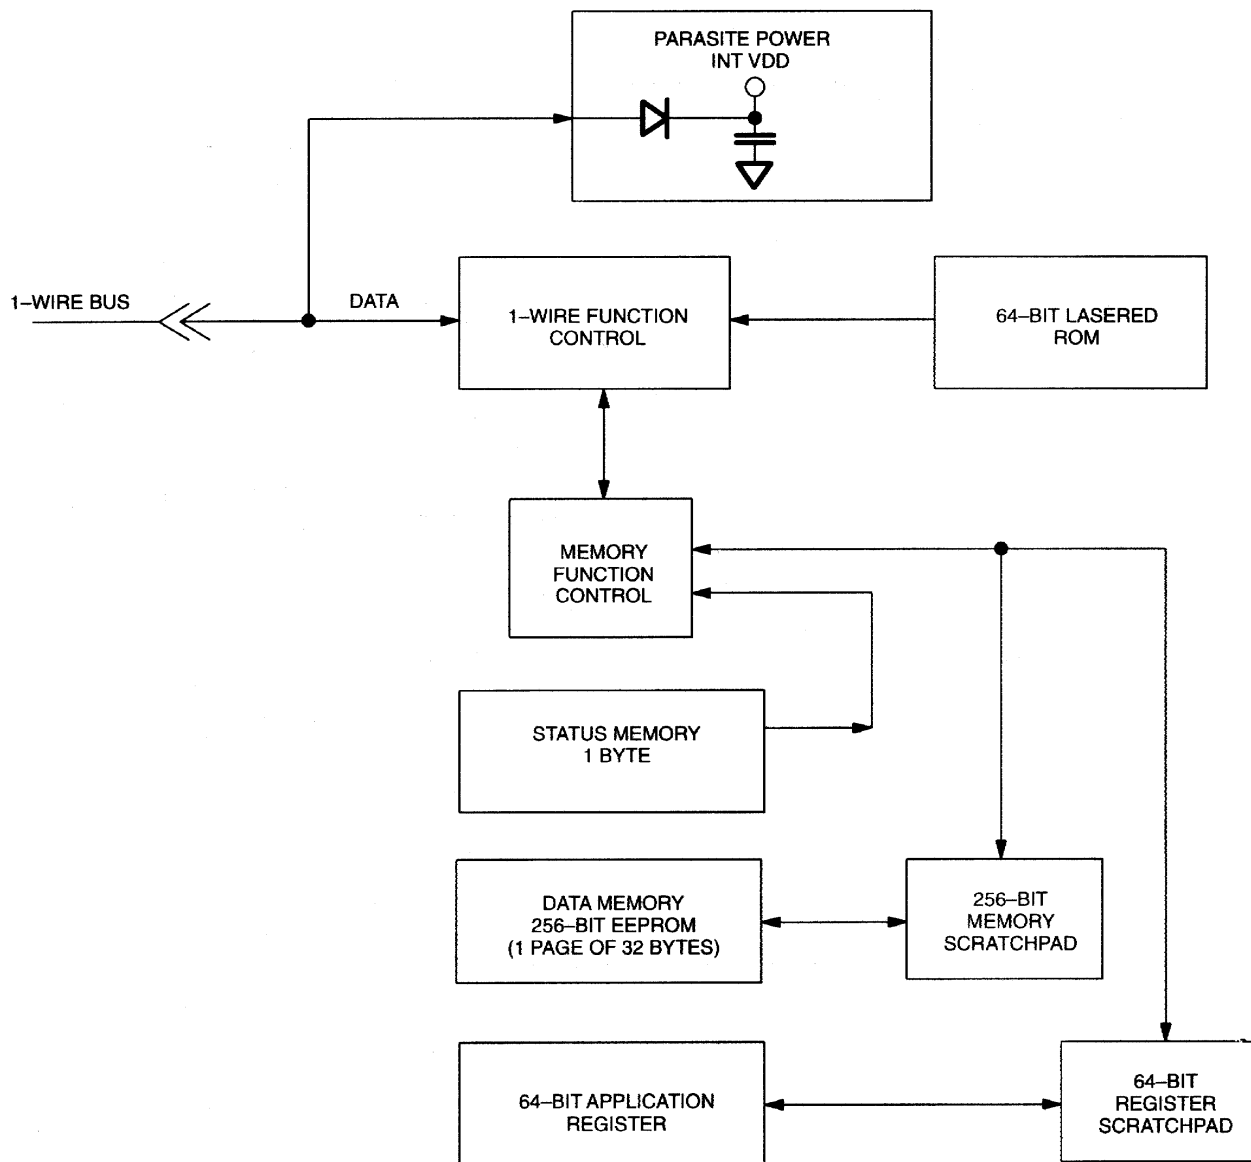 PARASITE POWER
INT VDD
1–WIRE BUS
DATA
1–WIRE FUNCTION
CONTROL
64–BIT LASERED
ROM
MEMORY
FUNCTION
CONTROL
STATUS MEMORY
1 BYTE
DATA MEMORY
256–BIT EEPROM
(1 PAGE OF 32 BYTES)
256–BIT
MEMORY
SCRATCHPAD
64–BIT APPLICATION
REGISTER
64–BIT
REGISTER
SCRATCHPAD